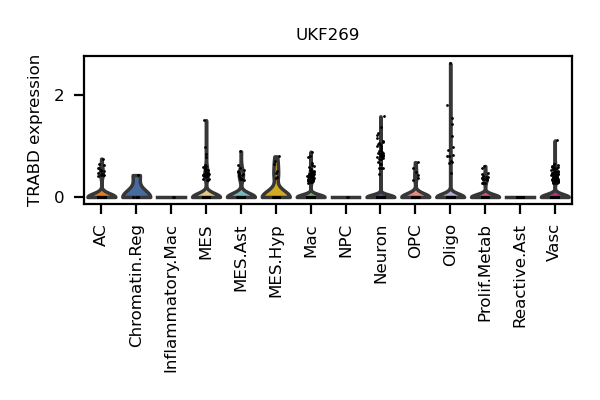 UKF269
TRABD expression
2
0
AC
Chromatin.Reg
Inflammatory.Mac
MES
MES.Ast
MES.Hyp
Mac
NPC
Neuron
OPC
Oligo
Prolif.Metab
Reactive.Ast
Vasc